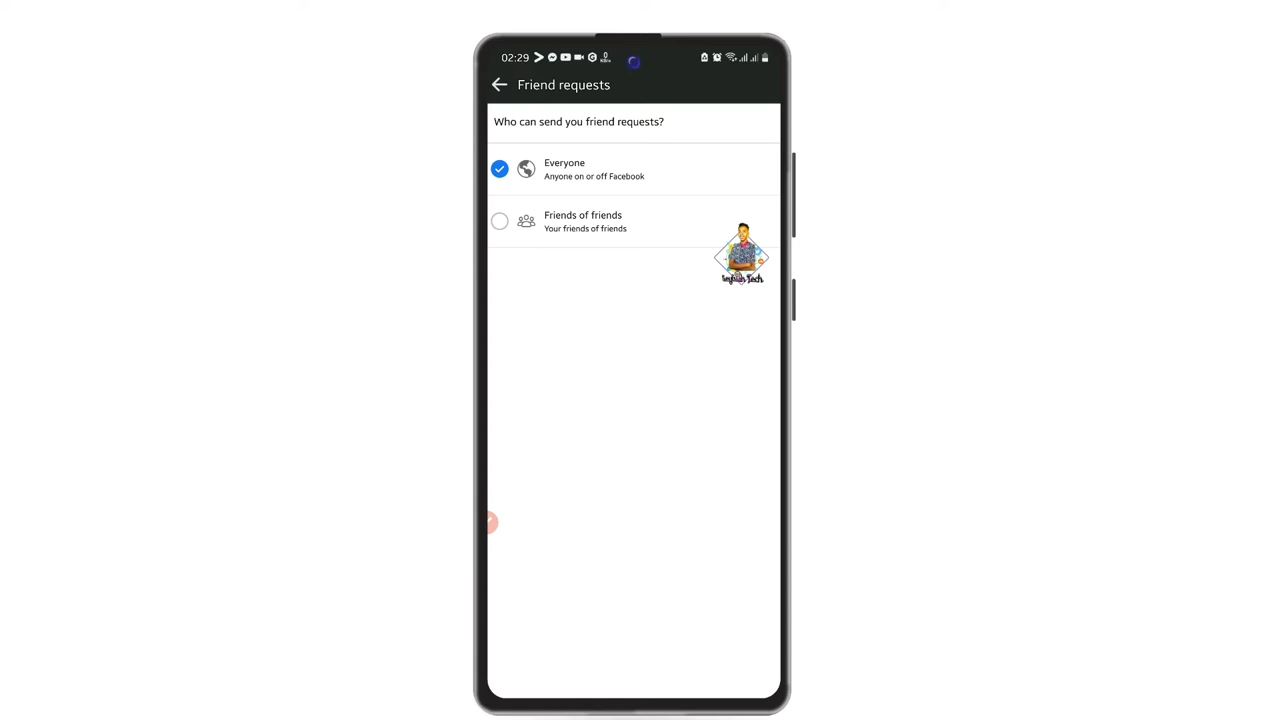 02:29
Friend requests
Who can send you friend requests?
Everyone
Anyone on or off Facebook
Friends of friends
Your friends of friends
Tech